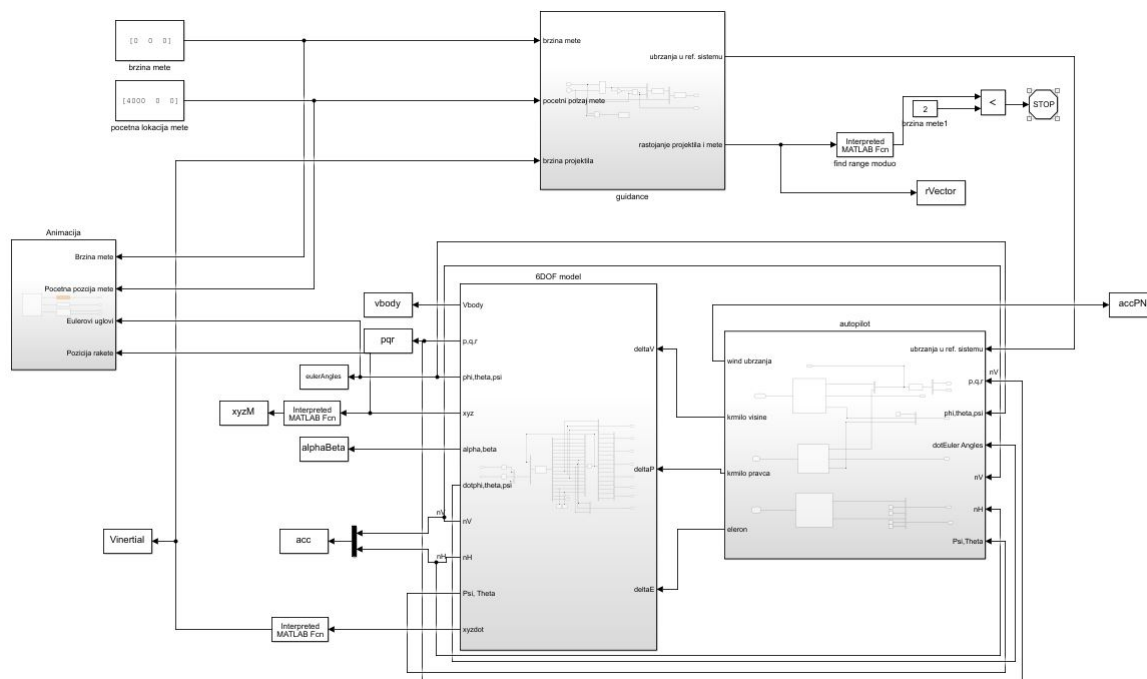 [0 0 0]
brzina mete
[4000 0 0]
pocetna lokacija mete
brzina mete
pocetni polzaj mete
brzina projektila
ubrzanja u ref. sistemu
rastojanje projektila i mete
guidance
2
brzina mete1
<
STOP
Interpreted
MATLAB Fcn
find range moduo
rVector
Animacija
Brzina mete
Pocetna pozcija mete
Eulerovi uglovi
Pozicija rakete
6DOF model
Vbody
p,q,r
phi,theta,psi
xyz
alpha,beta
dotphi,theta,psi
nV
nH
Psi, Theta
xyzdot
deltaV
deltaP
deltaE
vbody
pqr
eulerAngles
xyzM
Interpreted
MATLAB Fcn
alphaBeta
nV
nH
acc
Vinertial
Interpreted
MATLAB Fcn
autopilot
wind ubrzanja
krmilo visine
krmilo pravca
eleron
ubrzanja u ref. sistemu
nV
p,q,r
phi,theta,psi
dotEuler Angles
nV
nH
Psi,Theta
accPN